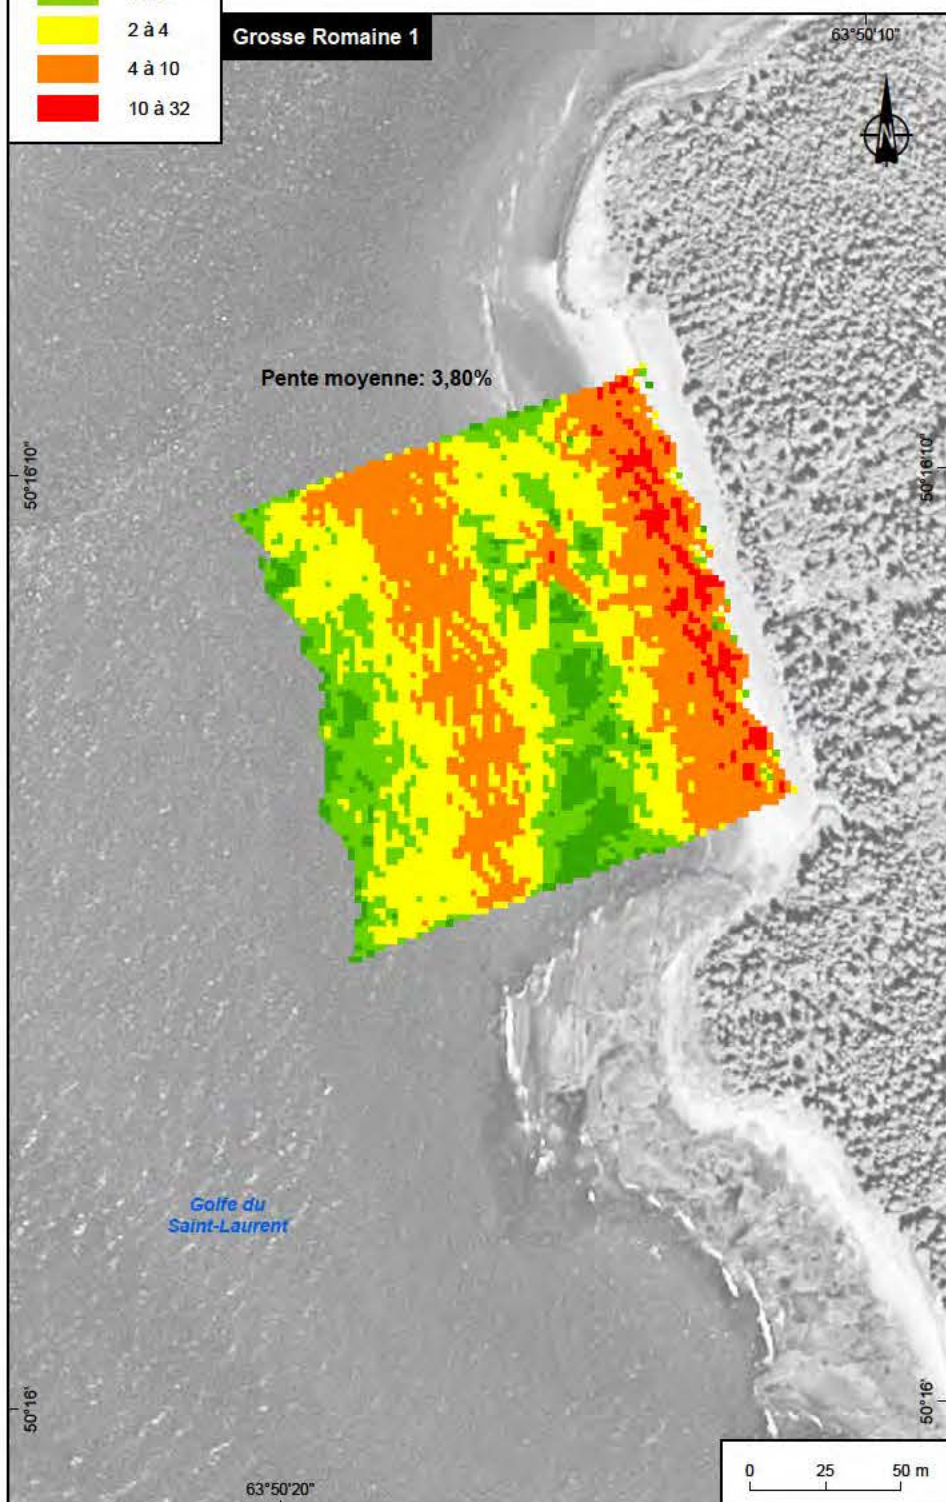 2 à 4
4 à 10
10 à 32
Grosse Romaine 1
63°50'10"
N
Pente moyenne: 3,80%
50°16'10"
50°16'10"
Golfe du
Saint-Laurent
50°16'
50°16'
63°50'20"
0 25 50 m